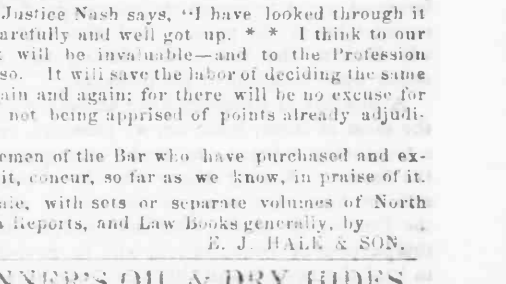 Justice Nash says, "I have looked through it
arefully and well got up. * * I think to our
will be invaluable—and to the Profession
so. It will save the labor of deciding the same
ain and again; for there will be no excuse for
not being apprised of points already adjudi-
emen of the Bar who have purchased and ex-
it, concur, so far as we know, in praise of it.
ale, with sets or separate volumes of North
Reports, and Law Books generally, by
E. J. HALE & SON.
NNER'S OIL & DRY HIDES